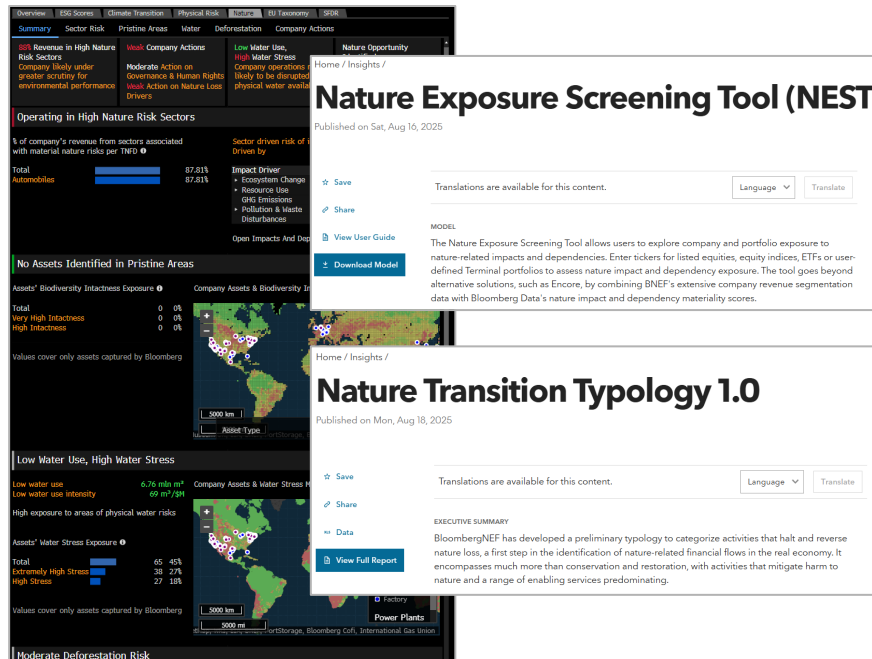 Overview ESG Scores Climate Transition Physical Risk Nature EU Taxonomy SFDR
Summary Sector Risk Pristine Areas Water Deforestation Company Actions
88% Revenue in High Nature Risk Sectors
Company likely under greater scrutiny for environmental performance
Weak Company Actions
Moderate Action on Governance & Human Rights
Weak Action on Nature Loss Drivers
Low Water Use,
High Water Stress
Company operations
likely to be disrupted
physical water
Nature Opportunity
Operating in High Nature Risk Sectors
% of company's revenue from sectors associated
with material nature risks per TNFD
Total 87.81%
Automobiles 87.81%
Sector driven risk of
Driven by
Impact Driver
• Ecosystem Change
• Resource Use
GHG Emissions
• Pollution & Waste
Disturbances
Open Impacts And
No Assets Identified in Pristine Areas
Assets' Biodiversity Intactness Exposure
Total 0 0%
Very High Intactness 0 0%
High Intactness 0 0%
Values cover only assets captured by Bloomberg
Company Assets & Biodiversity
+
−
5000 km
Asset Type
Low Water Use, High Water Stress
Low water use 6.76 mln m³
Low water use intensity 69 m³/$M
High exposure to areas of physical water risks
Assets' Water Stress Exposure
Total 65 45%
Extremely High Stress 38 27%
High Stress 27 18%
Values cover only assets captured by Bloomberg
Company Assets & Water Stress
+
−
5000 km
5000 mi
Factory
Power Plants
PortStorage, Bloomberg Cofi, International Gas Union
Moderate Deforestation Risk
Home / Insights /
Nature Exposure Screening Tool (NEST
Published on Sat, Aug 16, 2025
Save
Share
View User Guide
Download Model
Translations are available for this content.
Language Translate
MODEL
The Nature Exposure Screening Tool allows users to explore company and portfolio exposure to
nature-related impacts and dependencies. Enter tickers for listed equities, equity indices, ETFs or user-
defined Terminal portfolios to assess nature impact and dependency exposure. The tool goes beyond
alternative solutions, such as Encore, by combining BNEF's extensive company revenue segmentation
data with Bloomberg Data's nature impact and dependency materiality scores.
Home / Insights /
Nature Transition Typology 1.0
Published on Mon, Aug 18, 2025
Save
Share
Data
View Full Report
Translations are available for this content.
Language Translate
EXECUTIVE SUMMARY
BloombergNEF has developed a preliminary typology to categorize activities that halt and reverse
nature loss, a first step in the identification of nature-related financial flows in the real economy. It
encompasses much more than conservation and restoration, with activities that mitigate harm to
nature and a range of enabling services predominating.